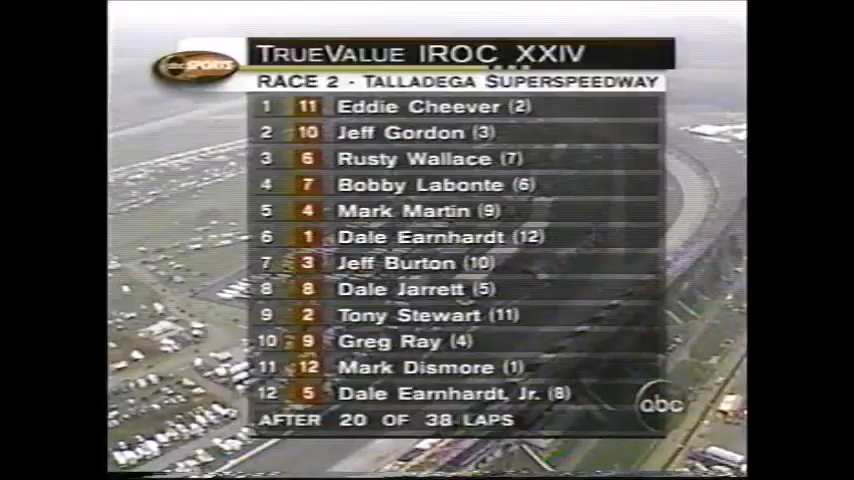 TRUEVALUE IROC XXIV
abc SPORTS
RACE 2 - TALLADEGA SUPERSPEEDWAY
1 11 Eddie Cheever (2)
2 10 Jeff Gordon (3)
3 6 Rusty Wallace (7)
4 7 Bobby Labonte (6)
5 4 Mark Martin (9)
6 1 Dale Earnhardt (12)
7 3 Jeff Burton (10)
8 8 Dale Jarrett (5)
9 2 Tony Stewart (11)
10 9 Greg Ray (4)
11 12 Mark Dismore (1)
12 5 Dale Earnhardt, Jr. (8)
abc
AFTER 20 OF 38 LAPS